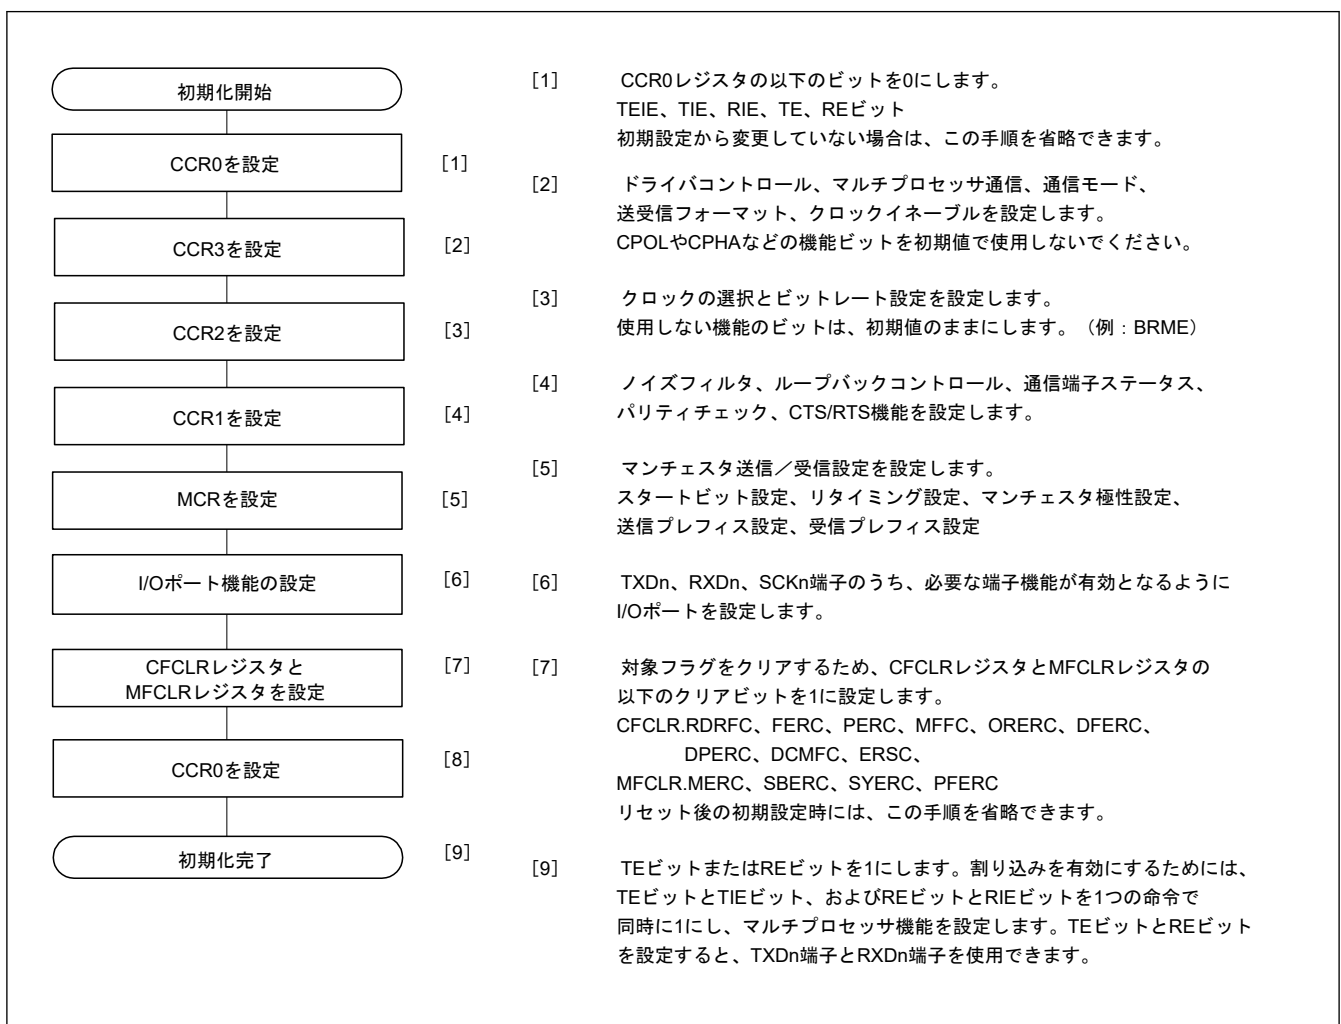 初期化開始
CCR0を設定
[1]
CCR3を設定
[2]
CCR2を設定
[3]
CCR1を設定
[4]
MCRを設定
[5]
I/Oポート機能の設定
[6]
CFCLRレジスタと
MFCLRレジスタを設定
[7]
CCR0を設定
[8]
初期化完了
[9]
[1] CCR0レジスタの以下のビットを0にします。
TEIE、TIE、RIE、TE、REビット
初期設定から変更していない場合は、この手順を省略できます。
[2] ドライバコントロール、マルチプロセッサ通信、通信モード、
送受信フォーマット、クロックイネーブルを設定します。
CPOLやCPHAなどの機能ビットを初期値で使用しないでください。
[3] クロックの選択とビットレート設定を設定します。
使用しない機能のビットは、初期値のままにします。（例：BRME）
[4] ノイズフィルタ、ループバックコントロール、通信端子ステータス、
パリティチェック、CTS/RTS機能を設定します。
[5] マンチェスタ送信／受信設定を設定します。
スタートビット設定、リタイミング設定、マンチェスタ極性設定、
送信プレフィス設定、受信プレフィス設定
[6] TXDn、RXDn、SCKn端子のうち、必要な端子機能が有効となるように
I/Oポートを設定します。
[7] 対象フラグをクリアするため、CFCLRレジスタとMFCLRレジスタの
以下のクリアビットを1に設定します。
CFCLR.RDRFC、FERC、PERC、MFFC、ORERC、DFERC、
DPERC、DCMFC、ERSC、
MFCLR.MERC、SBERC、SYERC、PFERC
リセット後の初期設定時には、この手順を省略できます。
[9] TEビットまたはREビットを1にします。割り込みを有効にするためには、
TEビットとTIEビット、およびREビットとRIEビットを1つの命令で
同時に1にし、マルチプロセッサ機能を設定します。TEビットとREビット
を設定すると、TXDn端子とRXDn端子を使用できます。